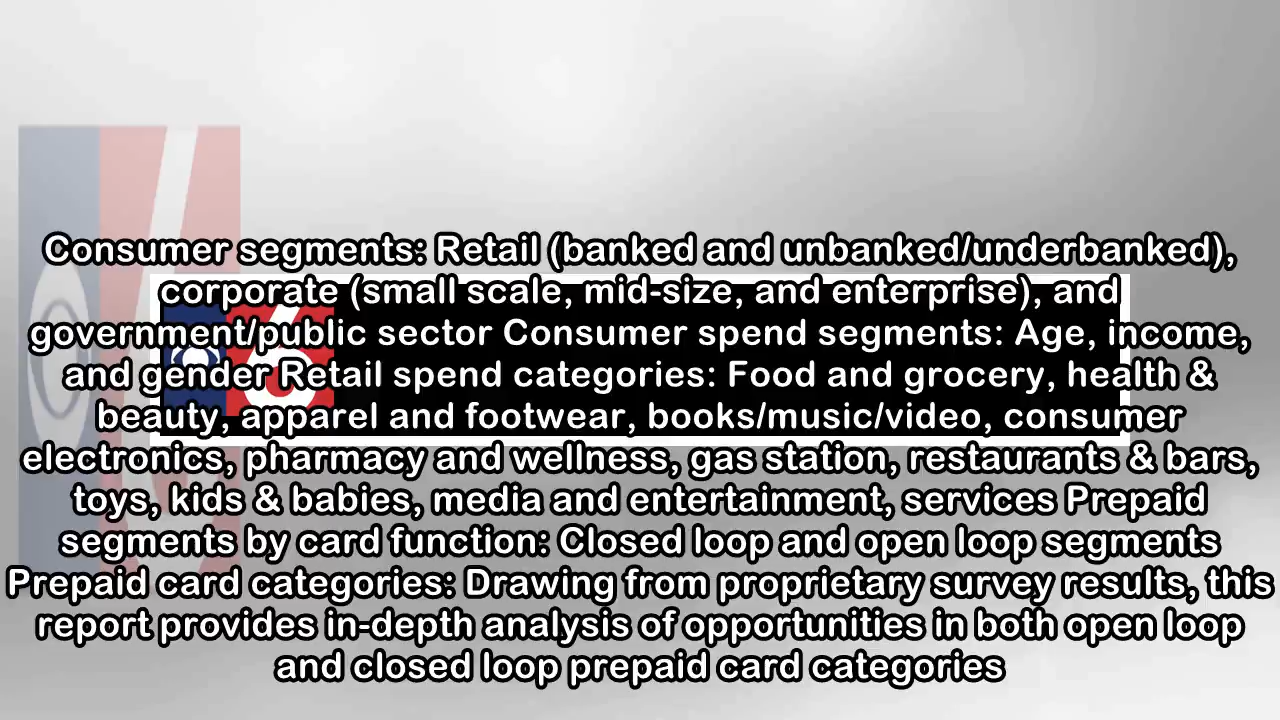 Consumer segments: Retail (banked and unbanked/underbanked),
corporate (small scale, mid-size, and enterprise), and
government/public sector Consumer spend segments: Age, income,
and gender Retail spend categories: Food and grocery, health &
beauty, apparel and footwear, books/music/video, consumer
electronics, pharmacy and wellness, gas station, restaurants & bars,
toys, kids & babies, media and entertainment, services Prepaid
segments by card function: Closed loop and open loop segments
Prepaid card categories: Drawing from proprietary survey results, this
report provides in-depth analysis of opportunities in both open loop
and closed loop prepaid card categories